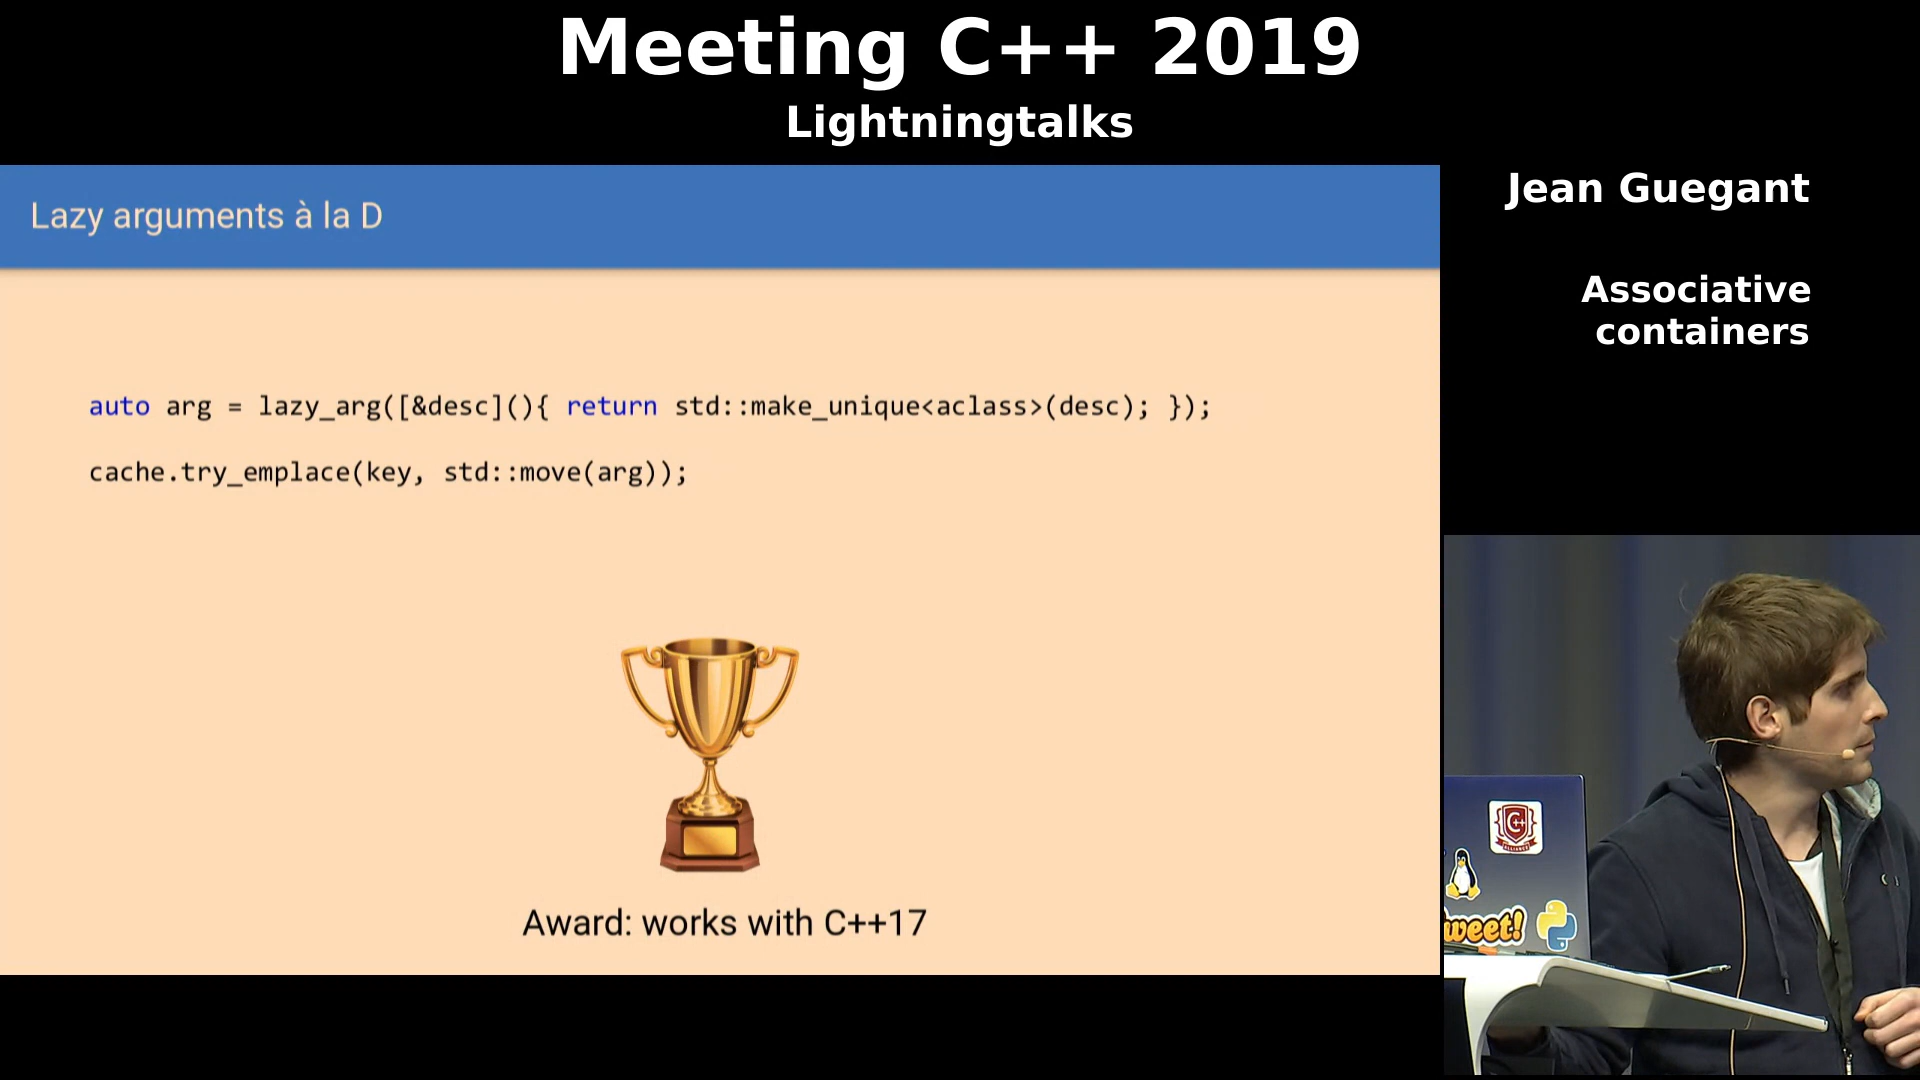 Meeting C++ 2019
Lightningtalks
Jean Guegant
Associative
containers
Lazy arguments à la D
auto arg = lazy_arg([&desc](){ return std::make_unique<aclass>(desc); });
cache.try_emplace(key, std::move(arg));
Award: works with C++17
C++
ALLIANCE
weet!